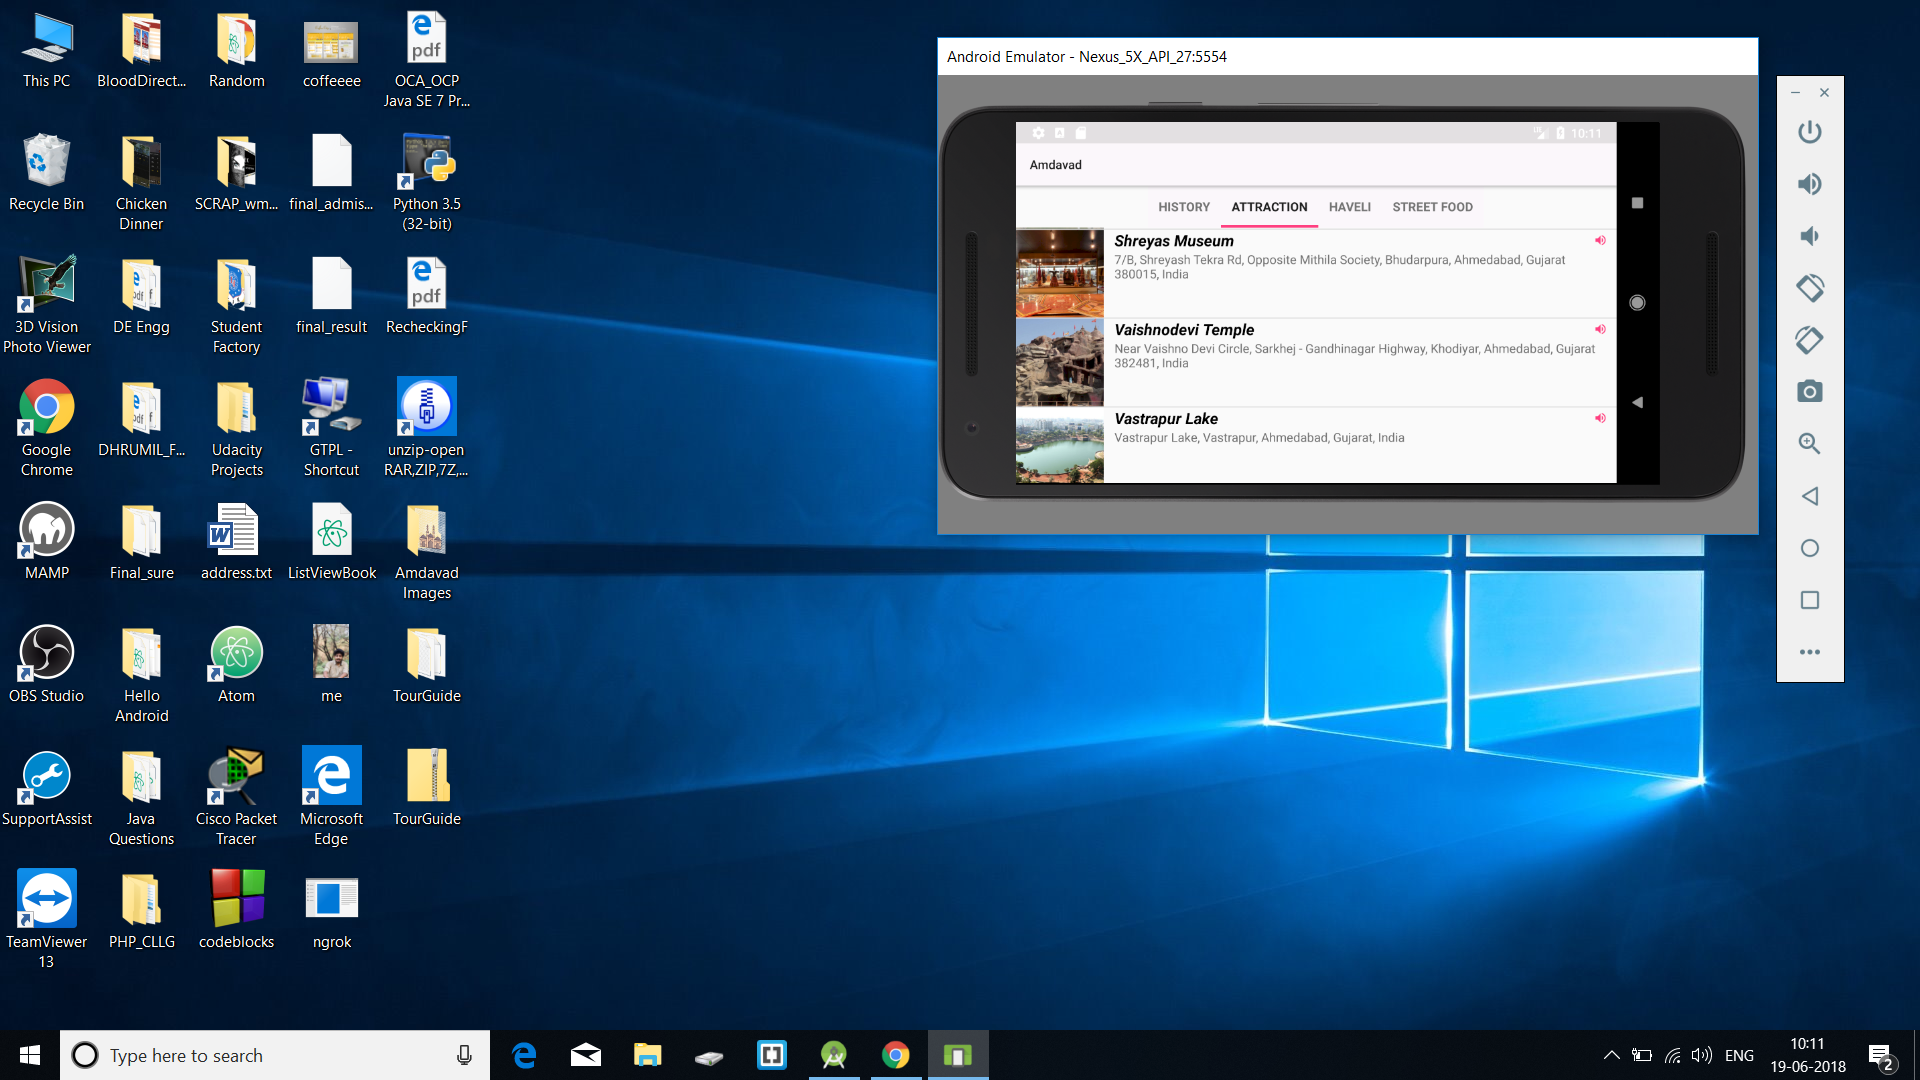 This PC
BloodDirect...
Random
coffeeee
OCA_OCP
Java SE 7 Pr...
Recycle Bin
Chicken
Dinner
SCRAP_wm...
final_admis...
Python 3.5
(32-bit)
3D Vision
Photo Viewer
DE Engg
Student
Factory
final_result
RecheckingF
Google
Chrome
DHRUMIL_F...
Udacity
Projects
GTPL -
Shortcut
unzip-open
RAR,ZIP,7Z,...
MAMP
Final_sure
address.txt
ListViewBook
Amdavad
Images
OBS Studio
Hello
Android
Atom
me
TourGuide
SupportAssist
Java
Questions
Cisco Packet
Tracer
Microsoft
Edge
TourGuide
TeamViewer
13
PHP_CLLG
codeblocks
ngrok
Android Emulator - Nexus_5X_API_27:5554
10:11
Amdavad
HISTORY
ATTRACTION
HAVELI
STREET FOOD
Shreyas Museum
7/B, Shreyash Tekra Rd, Opposite Mithila Society, Bhudarpura, Ahmedabad, Gujarat
380015, India
Vaishnodevi Temple
Near Vaishno Devi Circle, Sarkhej - Gandhinagar Highway, Khodiyar, Ahmedabad, Gujarat
382481, India
Vastrapur Lake
Vastrapur Lake, Vastrapur, Ahmedabad, Gujarat, India
Type here to search
ENG
10:11
19-06-2018
2